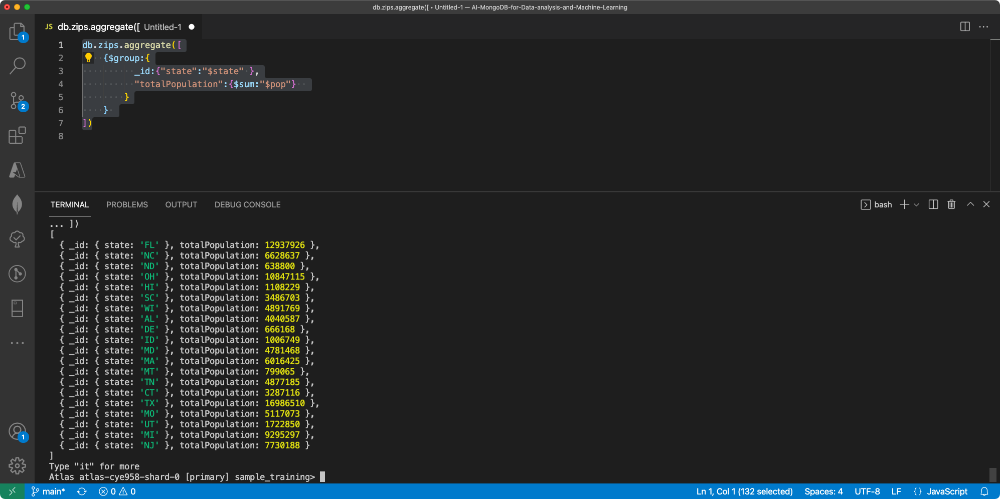 db.zips.aggregate([ • Untitled-1 — AI-MongoDB-for-Data-analysis-and-Machine-Learning
JS db.zips.aggregate([ Untitled-1
1 db.zips.aggregate([
2 {$group:{
3 _id:{"state":"$state" },
4 "totalPopulation":{$sum:"$pop"}
5 }
6 }
7 ])
8
1
2
1
TERMINAL PROBLEMS OUTPUT DEBUG CONSOLE bash
... ])
[
{ _id: { state: 'FL' }, totalPopulation: 12937926 },
{ _id: { state: 'NC' }, totalPopulation: 6628637 },
{ _id: { state: 'ND' }, totalPopulation: 638800 },
{ _id: { state: 'OH' }, totalPopulation: 10847115 },
{ _id: { state: 'HI' }, totalPopulation: 1108229 },
{ _id: { state: 'SC' }, totalPopulation: 3486703 },
{ _id: { state: 'WI' }, totalPopulation: 4891769 },
{ _id: { state: 'AL' }, totalPopulation: 4040587 },
{ _id: { state: 'DE' }, totalPopulation: 666168 },
{ _id: { state: 'ID' }, totalPopulation: 1006749 },
{ _id: { state: 'MD' }, totalPopulation: 4781468 },
{ _id: { state: 'MA' }, totalPopulation: 6016425 },
{ _id: { state: 'MT' }, totalPopulation: 799065 },
{ _id: { state: 'TN' }, totalPopulation: 4877185 },
{ _id: { state: 'CT' }, totalPopulation: 3287116 },
{ _id: { state: 'TX' }, totalPopulation: 16986510 },
{ _id: { state: 'MO' }, totalPopulation: 5117073 },
{ _id: { state: 'UT' }, totalPopulation: 1722850 },
{ _id: { state: 'MI' }, totalPopulation: 9295297 },
{ _id: { state: 'NJ' }, totalPopulation: 7730188 }
]
Type "it" for more
Atlas atlas-cye958-shard-0 [primary] sample_training>
main* 0 0 Ln 1, Col 1 (132 selected) Spaces: 4 UTF-8 LF {} JavaScript